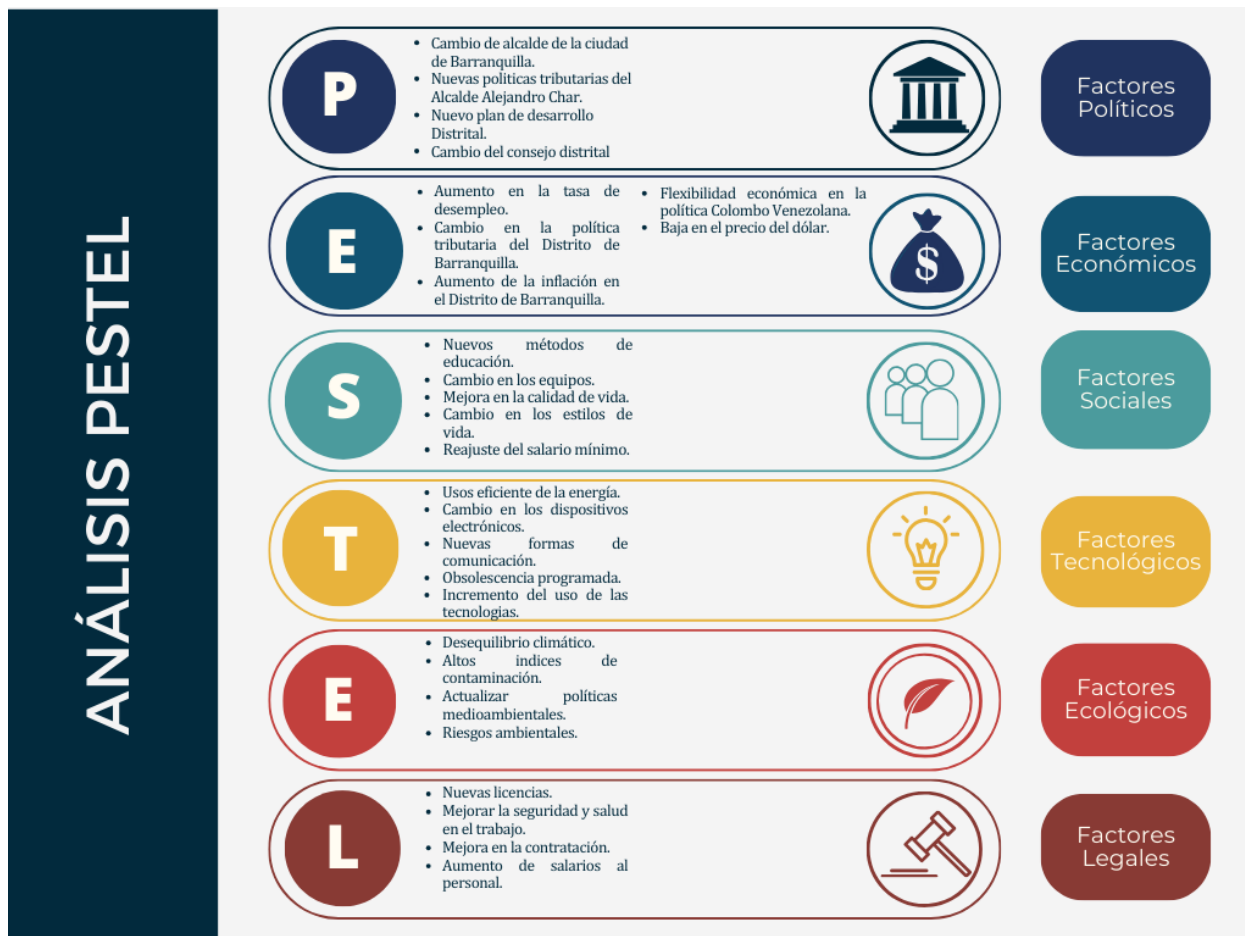 ANÁLISIS PESTEL
P
• Cambio de alcalde de la ciudad
de Barranquilla.
• Nuevas politicas tributarias del
Alcalde Alejandro Char.
• Nuevo plan de desarrollo
Distrital.
• Cambio del consejo distrital
Factores
Políticos
E
• Aumento en la tasa de
desempleo.
• Cambio en la política
tributaria del Distrito de
Barranquilla.
• Aumento de la inflación en
el Distrito de Barranquilla.
• Flexibilidad económica en la
política Colombo Venezolana.
• Baja en el precio del dólar.
$
Factores
Económicos
S
• Nuevos métodos de
educación.
• Cambio en los equipos.
• Mejora en la calidad de vida.
• Cambio en los estilos de
vida.
• Reajuste del salario mínimo.
Factores
Sociales
T
• Usos eficiente de la energía.
• Cambio en los dispositivos
electrónicos.
• Nuevas formas de
comunicación.
• Obsolescencia programada.
• Incremento del uso de las
tecnologias.
Factores
Tecnológicos
E
• Desequilibrio climático.
• Altos indices de
contaminación.
• Actualizar políticas
medioambientales.
• Riesgos ambientales.
Factores
Ecológicos
L
• Nuevas licencias.
• Mejorar la seguridad y salud
en el trabajo.
• Mejora en la contratación.
• Aumento de salarios al
personal.
Factores
Legales